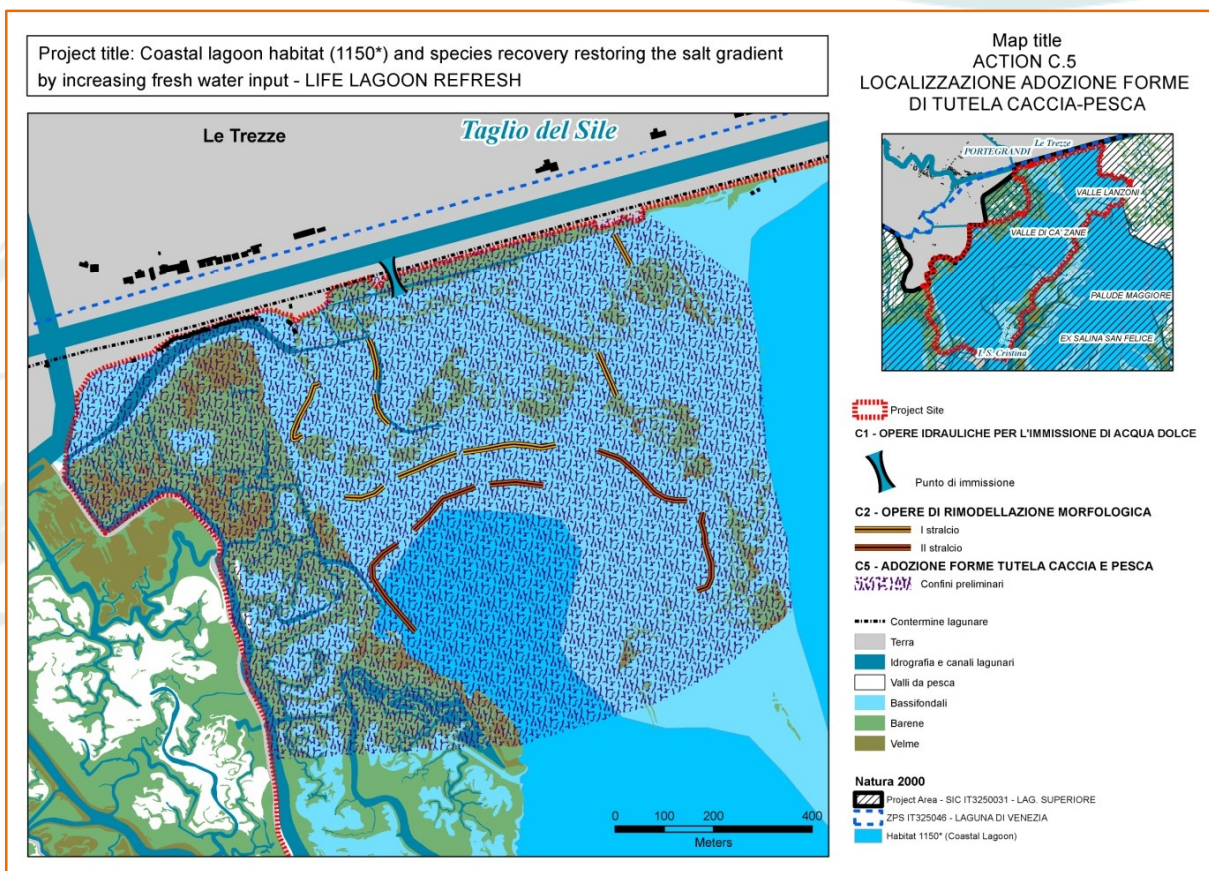 Project title: Coastal lagoon habitat (1150*) and species recovery restoring the salt gradient
by increasing fresh water input - LIFE LAGOON REFRESH
Map title
ACTION C.5
LOCALIZZAZIONE ADOZIONE FORME
DI TUTELA CACCIA-PESCA
Le Trezze
Taglio del Sile
0 200 400
Meters
PORTEGRANDI
Le Trezze
VALLE LANZONI
VALLE DI CA' ZANE
PALUDE MAGGIORE
EX SALINA SAN FELICE
I. S. Cristina
Project Site
C1 - OPERE IDRAULICHE PER L'IMMISSIONE DI ACQUA DOLCE
Punto di immissione
C2 - OPERE DI RIMODELLAZIONE MORFOLOGICA
I stralcio
II stralcio
C5 - ADOZIONE FORME TUTELA CACCIA E PESCA
Confini preliminari
Contermine lagunare
Terra
Idrografia e canali lagunari
Valli da pesca
Bassifondali
Barene
Velme
Natura 2000
Project Area - SIC IT3250031 - LAG. SUPERIORE
ZPS IT325046 - LAGUNA DI VENEZIA
Habitat 1150* (Coastal Lagoon)